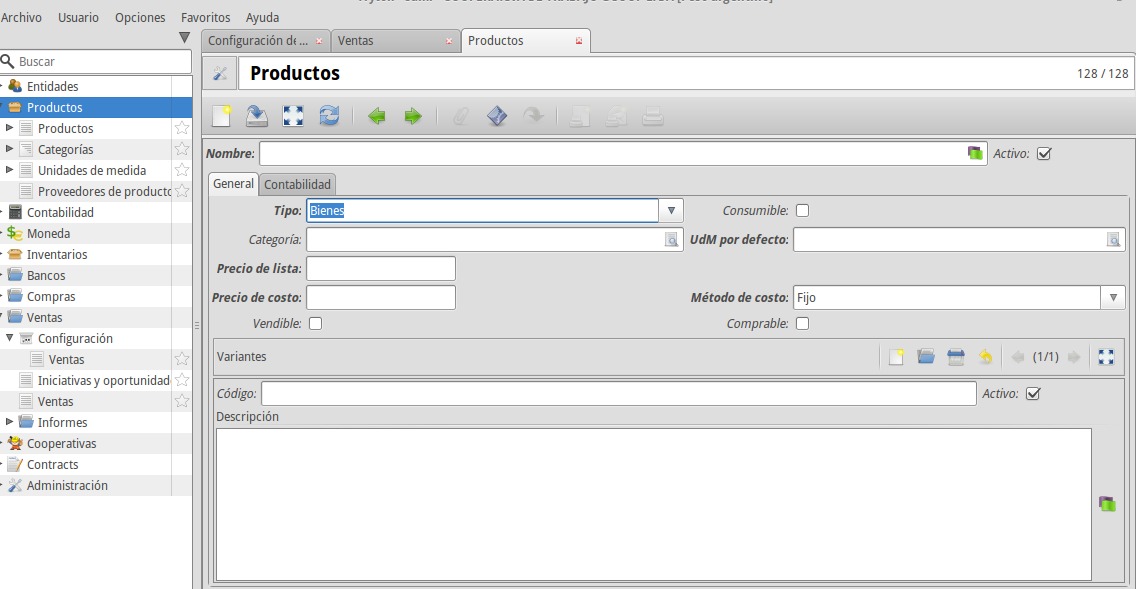 Archivo Usuario Opciones Favoritos Ayuda
Configuración de ... Ventas Productos
Buscar
Productos 128 / 128
Entidades
Productos
Productos
Categorías
Unidades de medida
Proveedores de producto
Contabilidad
Moneda
Inventarios
Bancos
Compras
Ventas
Configuración
Ventas
Iniciativas y oportunidad
Ventas
Informes
Cooperativas
Contracts
Administración
Nombre: Activo:
General Contabilidad
Tipo: Bienes Consumible:
Categoría: UdM por defecto:
Precio de lista:
Precio de costo: Método de costo: Fijo
Vendible: Comprable:
Variantes (1/1)
Código: Activo:
Descripción